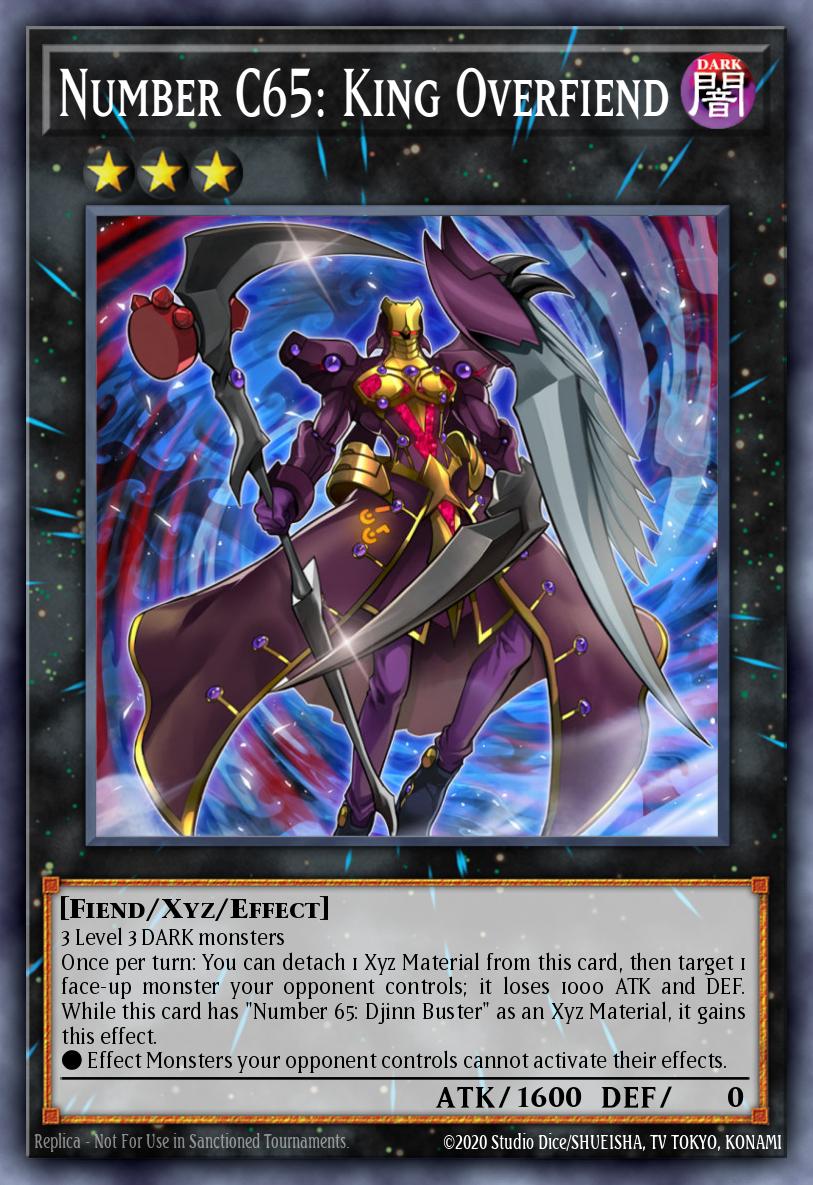 Number C65: King Overfiend
DARK
闇
[Fiend/Xyz/Effect]
3 Level 3 DARK monsters
Once per turn: You can detach 1 Xyz Material from this card, then target 1
face-up monster your opponent controls; it loses 1000 ATK and DEF.
While this card has "Number 65: Djinn Buster" as an Xyz Material, it gains
this effect.
● Effect Monsters your opponent controls cannot activate their effects.
ATK/ 1600 DEF/ 0
Replica - Not For Use in Sanctioned Tournaments.
©2020 Studio Dice/SHUEISHA, TV TOKYO, KONAMI